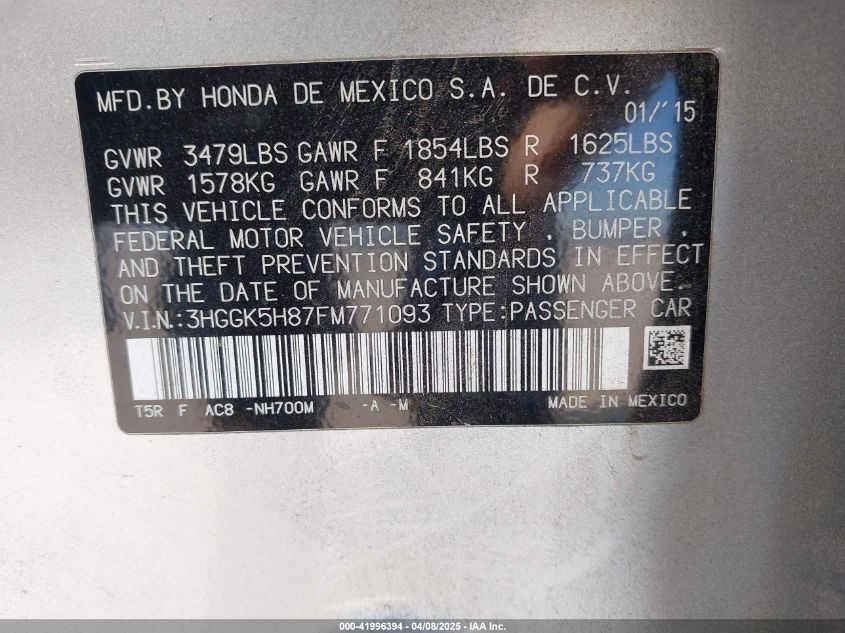 MFD.BY HONDA DE MEXICO S.A. DE C.V.
01/'15
GVWR 3479LBS GAWR F 1854LBS R 1625LBS
GVWR 1578KG GAWR F 841KG R 737KG
THIS VEHICLE CONFORMS TO ALL APPLICABLE
FEDERAL MOTOR VEHICLE SAFETY , BUMPER ,
AND THEFT PREVENTION STANDARDS IN EFFECT
ON THE DATE OF MANUFACTURE SHOWN ABOVE.
V.I.N.:3HGGK5H87FM771093 TYPE:PASSENGER CAR
T5R F AC8 -NH700M -A -M MADE IN MEXICO
000-41996394 - 04/08/2025 - IAA Inc.